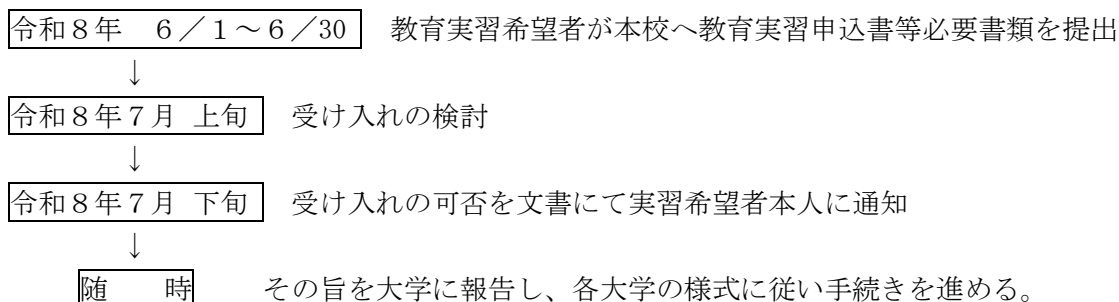 令和８年　６／１～６／30　教育実習希望者が本校へ教育実習申込書等必要書類を提出
↓
令和８年７月 上旬　受け入れの検討
↓
令和８年７月 下旬　受け入れの可否を文書にて実習希望者本人に通知
↓
随　　時　その旨を大学に報告し、各大学の様式に従い手続きを進める。